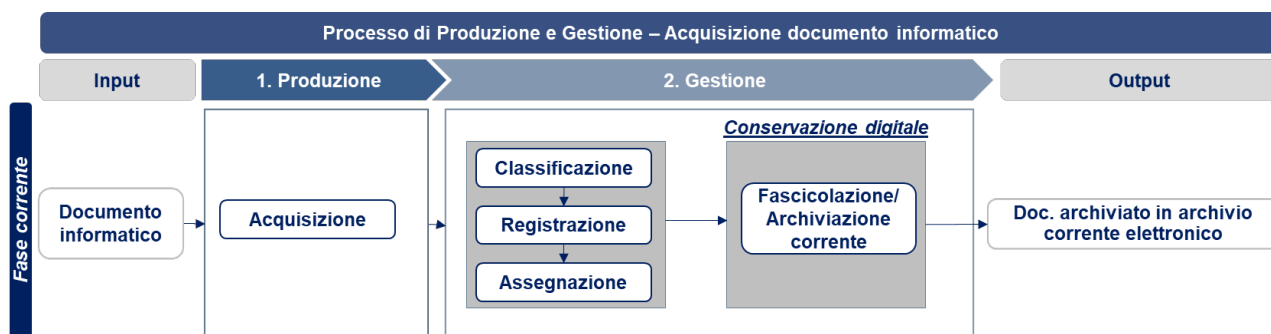 Processo di Produzione e Gestione – Acquisizione documento informatico
Input
1. Produzione
2. Gestione
Output
Fase corrente
Documento
informatico
Acquisizione
Classificazione
Registrazione
Assegnazione
Conservazione digitale
Fascicolazione/
Archiviazione
corrente
Doc. archiviato in archivio
corrente elettronico